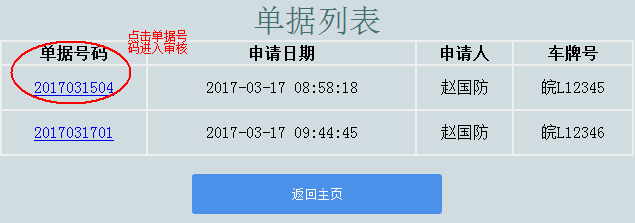 单据列表
点击单据号
码进入审核
单据号码 申请日期 申请人 车牌号
2017031504 2017-03-17 08:58:18 赵国防 皖L12345
2017031701 2017-03-17 09:44:45 赵国防 皖L12346
返回主页